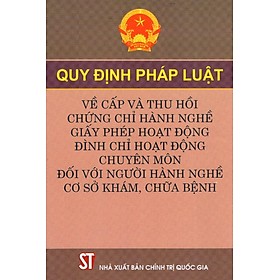 QUY ĐỊNH PHÁP LUẬT
VỀ CẤP VÀ THU HỒI
CHỨNG CHỈ HÀNH NGHỀ
GIẤY PHÉP HOẠT ĐỘNG
ĐÌNH CHỈ HOẠT ĐỘNG
CHUYÊN MÔN
ĐỐI VỚI NGƯỜI HÀNH NGHỀ
CƠ SỞ KHÁM, CHỮA BỆNH
ST
NHÀ XUẤT BẢN CHÍNH TRỊ QUỐC GIA